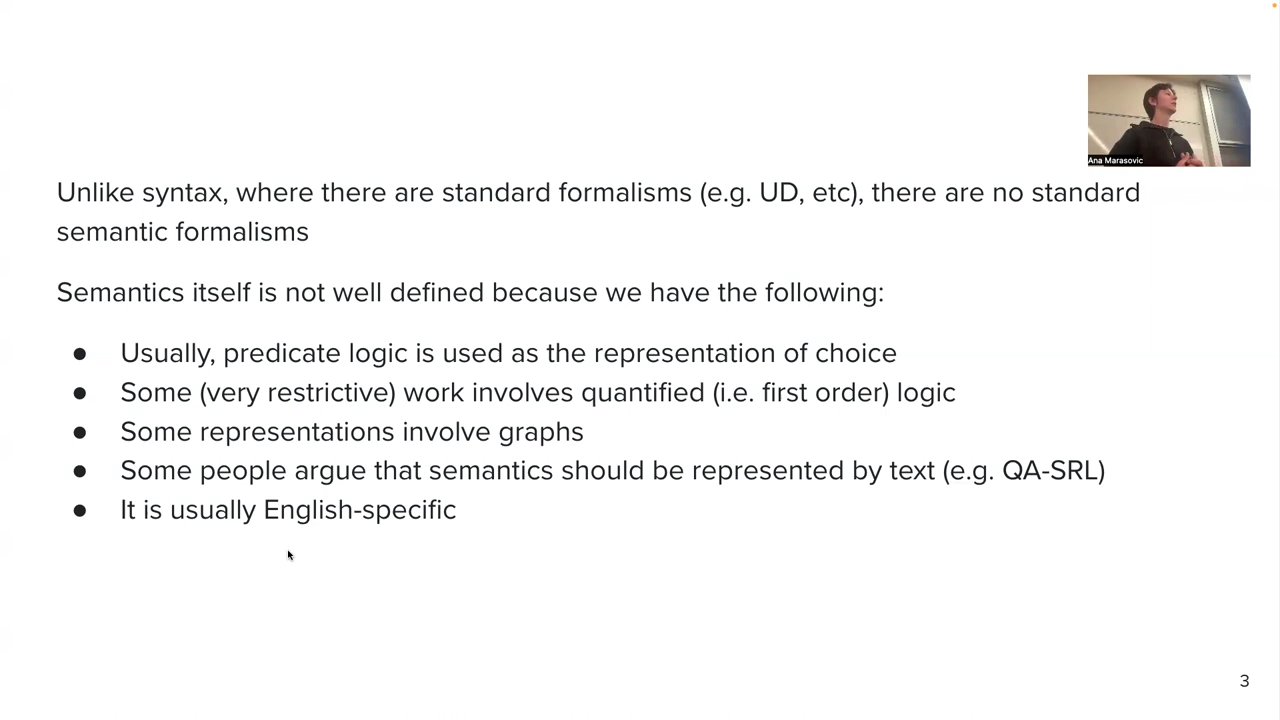 Ana Marasovic
Unlike syntax, where there are standard formalisms (e.g. UD, etc), there are no standard
semantic formalisms
Semantics itself is not well defined because we have the following:
● Usually, predicate logic is used as the representation of choice
● Some (very restrictive) work involves quantified (i.e. first order) logic
● Some representations involve graphs
● Some people argue that semantics should be represented by text (e.g. QA-SRL)
● It is usually English-specific
3